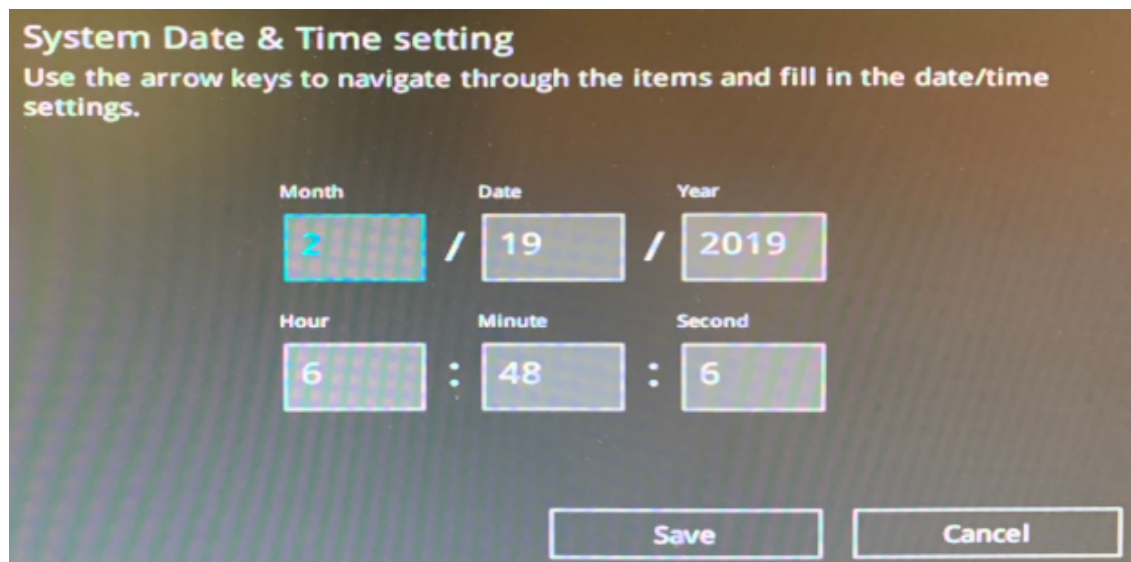 System Date & Time setting
Use the arrow keys to navigate through the items and fill in the date/time
settings.
Month Date Year
2 / 19 / 2019
Hour Minute Second
6 : 48 : 6
Save Cancel